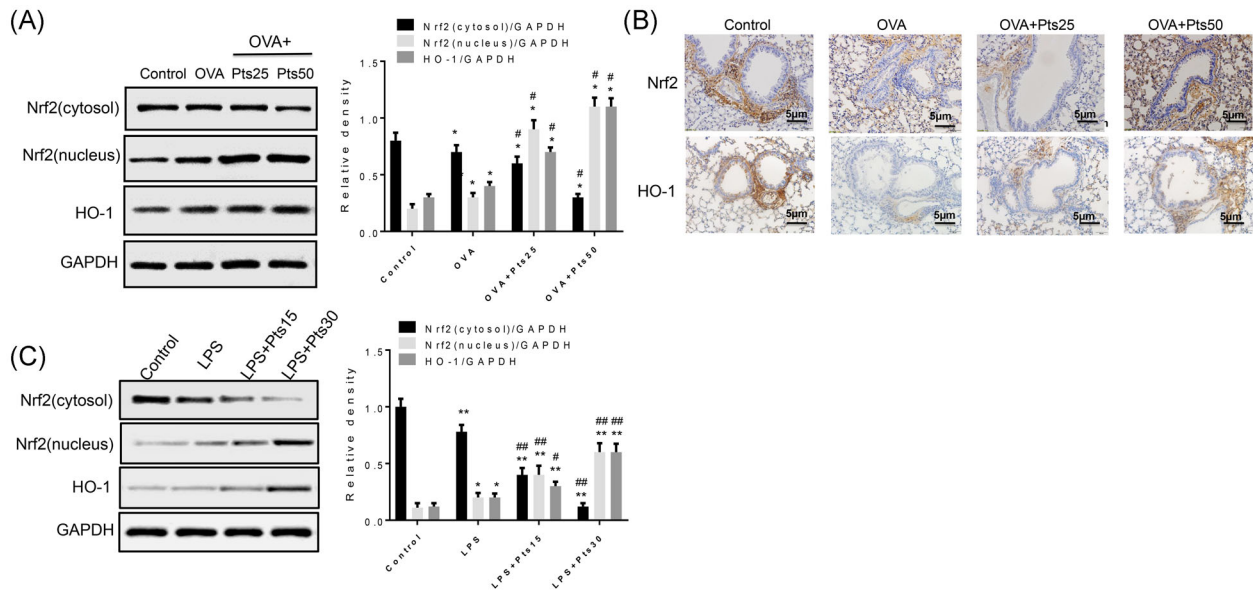 (A)
OVA+
Control OVA Pts25 Pts50
Nrf2(cytosol)
Nrf2(nucleus)
HO-1
GAPDH
Nrf2(cytosol)/GAPDH
Nrf2(nucleus)/GAPDH
HO-1/GAPDH
Relative density
1.5
1.0
0.5
0.0
* * *
# * # * # *
# * # * # *
Control
OVA
OVA+Pts25
OVA+Pts50
(B)
Control OVA OVA+Pts25 OVA+Pts50
Nrf2
5μm 5μm 5μm 5μm
HO-1
5μm 5μm 5μm 5μm
(C)
Control LPS LPS+Pts15 LPS+Pts30
Nrf2(cytosol)
Nrf2(nucleus)
HO-1
GAPDH
Nrf2(cytosol)/GAPDH
Nrf2(nucleus)/GAPDH
HO-1/GAPDH
Relative density
1.5
1.0
0.5
0.0
** * *
## ** ## ** # **
## ** ## ** ## **
Control
LPS
LPS+Pts15
LPS+Pts30